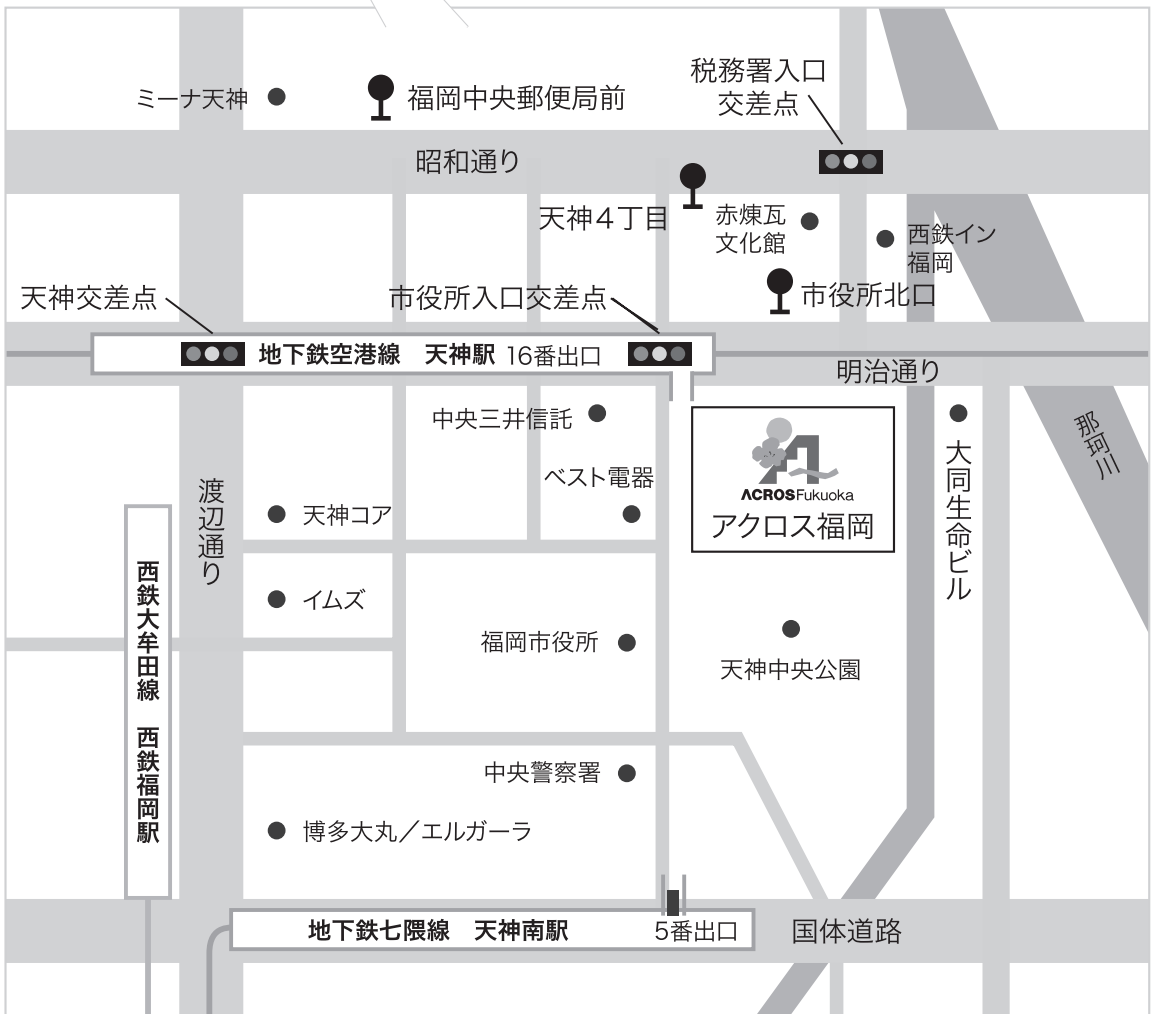 税務署入口
交差点
ミーナ天神
福岡中央郵便局前
昭和通り
天神4丁目
赤煉瓦
文化館
西鉄イン
福岡
天神交差点
市役所入口交差点
市役所北口
地下鉄空港線　天神駅 16番出口
明治通り
中央三井信託
那珂川
ベスト電器
ACROS Fukuoka
アクロス福岡
大同生命ビル
渡辺通り
天神コア
イムズ
西鉄大牟田線　西鉄福岡駅
福岡市役所
天神中央公園
中央警察署
博多大丸／エルガーラ
地下鉄七隈線　天神南駅 5番出口
国体道路